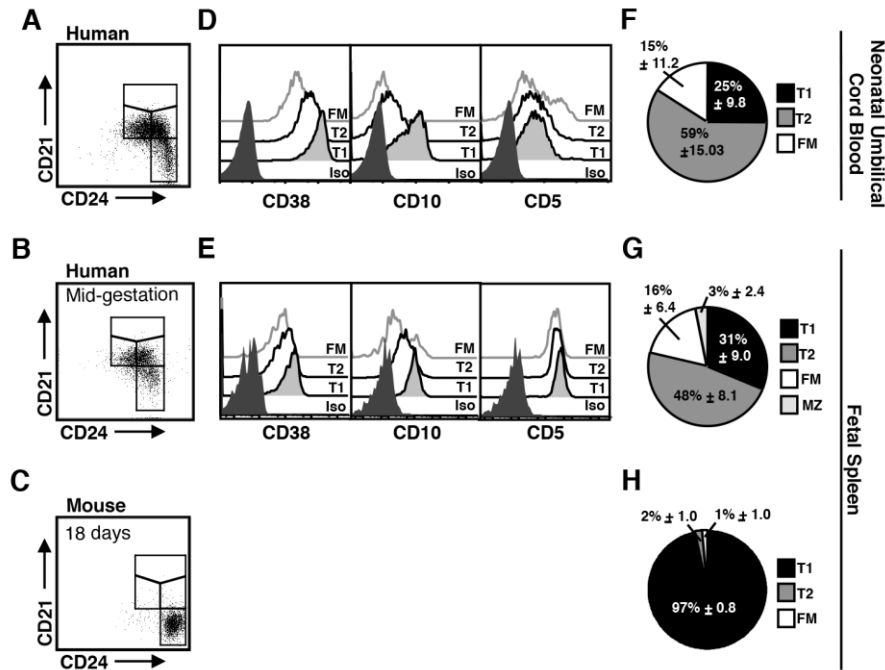 A
Human
CD21
CD24
D
FM
T2
T1
Iso
CD38
FM
T2
T1
Iso
CD10
FM
T2
T1
Iso
CD5
F
15%
± 11.2
25%
± 9.8
59%
±15.03
T1
T2
FM
Neonatal Umbilical
Cord Blood
B
Human
Mid-gestation
CD21
CD24
E
FM
T2
T1
Iso
CD38
FM
T2
T1
Iso
CD10
FM
T2
T1
Iso
CD5
G
16%
± 6.4
3% ± 2.4
31%
± 9.0
48% ± 8.1
T1
T2
FM
MZ
Fetal Spleen
C
Mouse
18 days
CD21
CD24
H
2% ± 1.0
1% ± 1.0
97% ± 0.8
T1
T2
FM